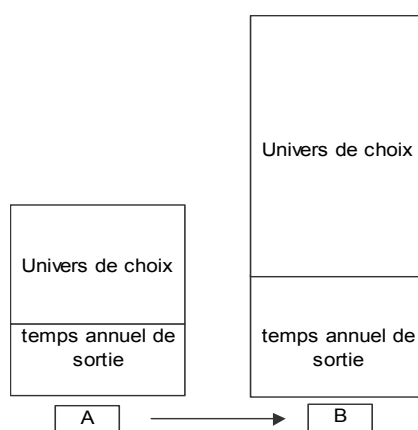 Univers de choix
Univers de choix
temps annuel de
sortie
temps annuel de
sortie
A
B